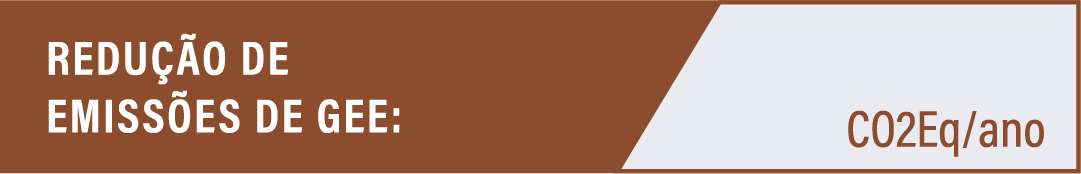 REDUÇÃO DE
EMISSÕES DE GEE:
CO2Eq/ano